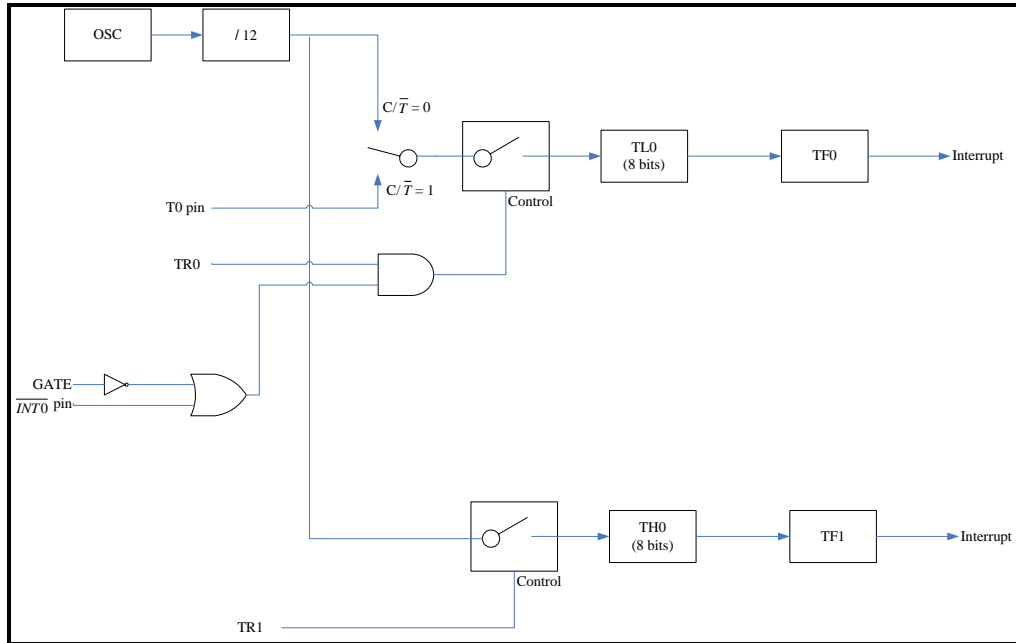 OSC
/ 12
C/T̅ = 0
TL0
(8 bits)
TF0
Interrupt
C/T̅ = 1
Control
T0 pin
TR0
GATE
I̅N̅T̅0̅ pin
TH0
(8 bits)
TF1
Interrupt
Control
TR1